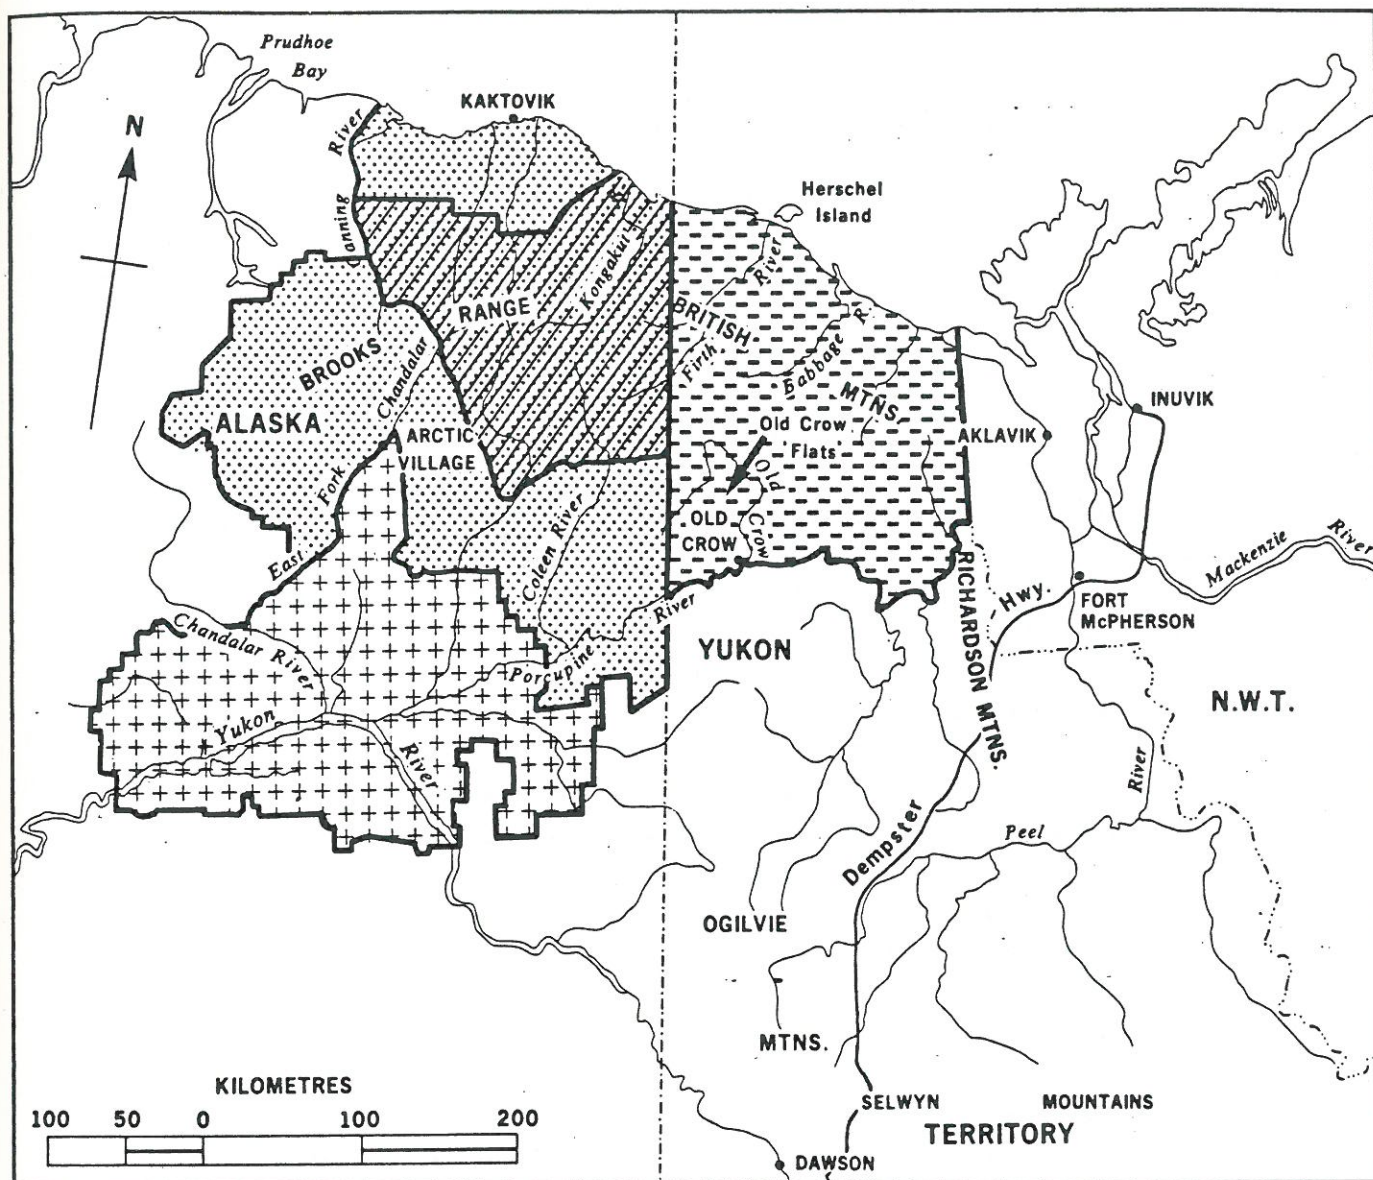 Prudhoe
Bay
N
KAKTOVIK
River
Canning
Herschel
Island
RANGE
Kongakut
R.
BRITISH
River
Firth
Babbage R.
MTNS
BROOKS
Chandalar
ALASKA
ARCTIC
VILLAGE
Fork
East
Old Crow
Flats
AKLAVIK
INUVIK
OLD
CROW
Old
Crow
Coleen River
River
Porcupine
Chandalar River
Yukon
River
YUKON
RICHARDSON MTNS.
Hwy.
FORT
McPHERSON
Mackenzie
River
N.W.T.
Dempster
Peel
River
OGILVIE
MTNS.
KILOMETRES
100 50 0 100 200
SELWYN MOUNTAINS
TERRITORY
DAWSON